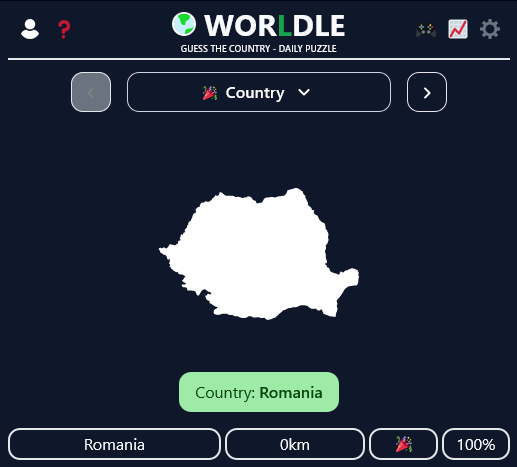 WORLDLE
GUESS THE COUNTRY - DAILY PUZZLE
Country
Country: Romania
Romania 0km 100%